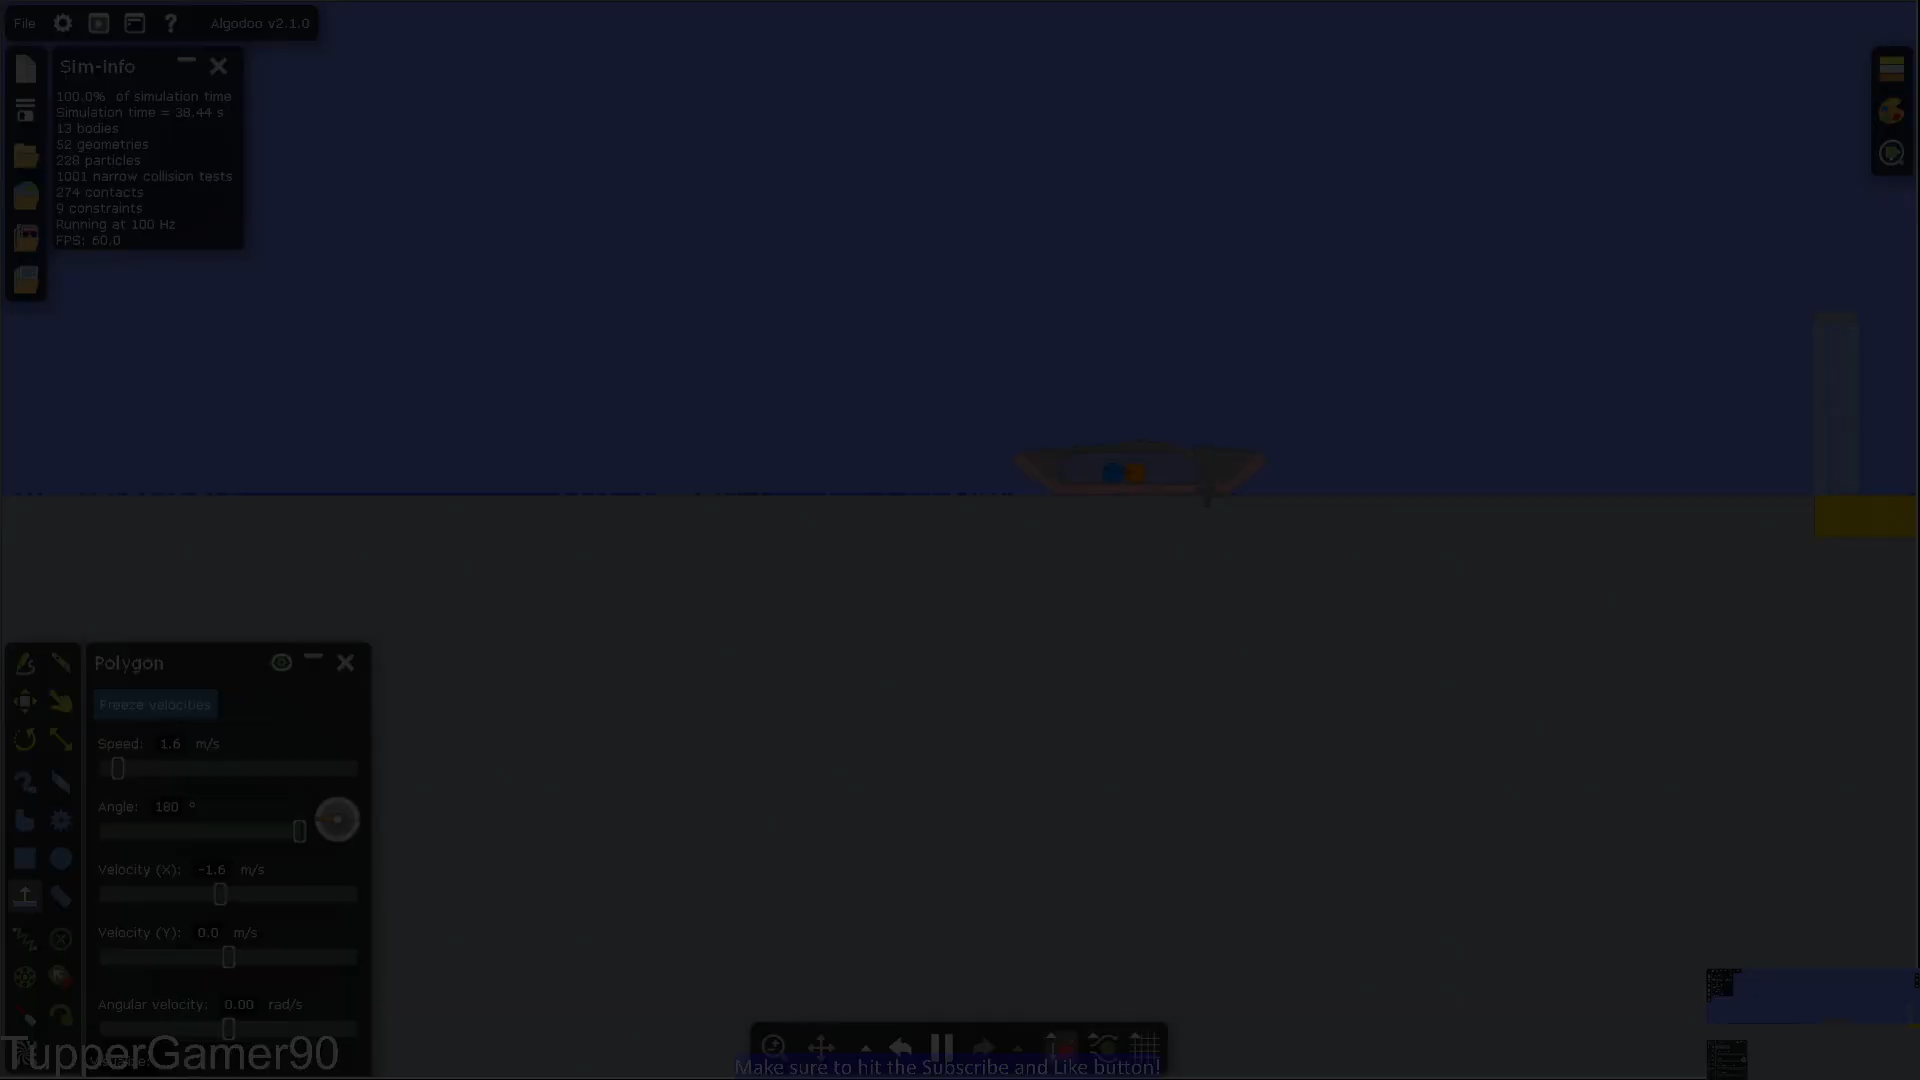 File
Algodoo v2.1.0
Sim-info
100.0% of simulation time
Simulation time = 38.44 s
13 bodies
52 geometries
228 particles
1001 narrow collision tests
274 contacts
9 constraints
Running at 100 Hz
FPS: 60.0
Polygon
Freeze velocities
Speed: 1.6 m/s
Angle: 180 °
Velocity (X): -1.6 m/s
Velocity (Y): 0.0 m/s
Angular velocity: 0.00 rad/s
TupperGamer90
Make sure to hit the Subscribe and Like button!